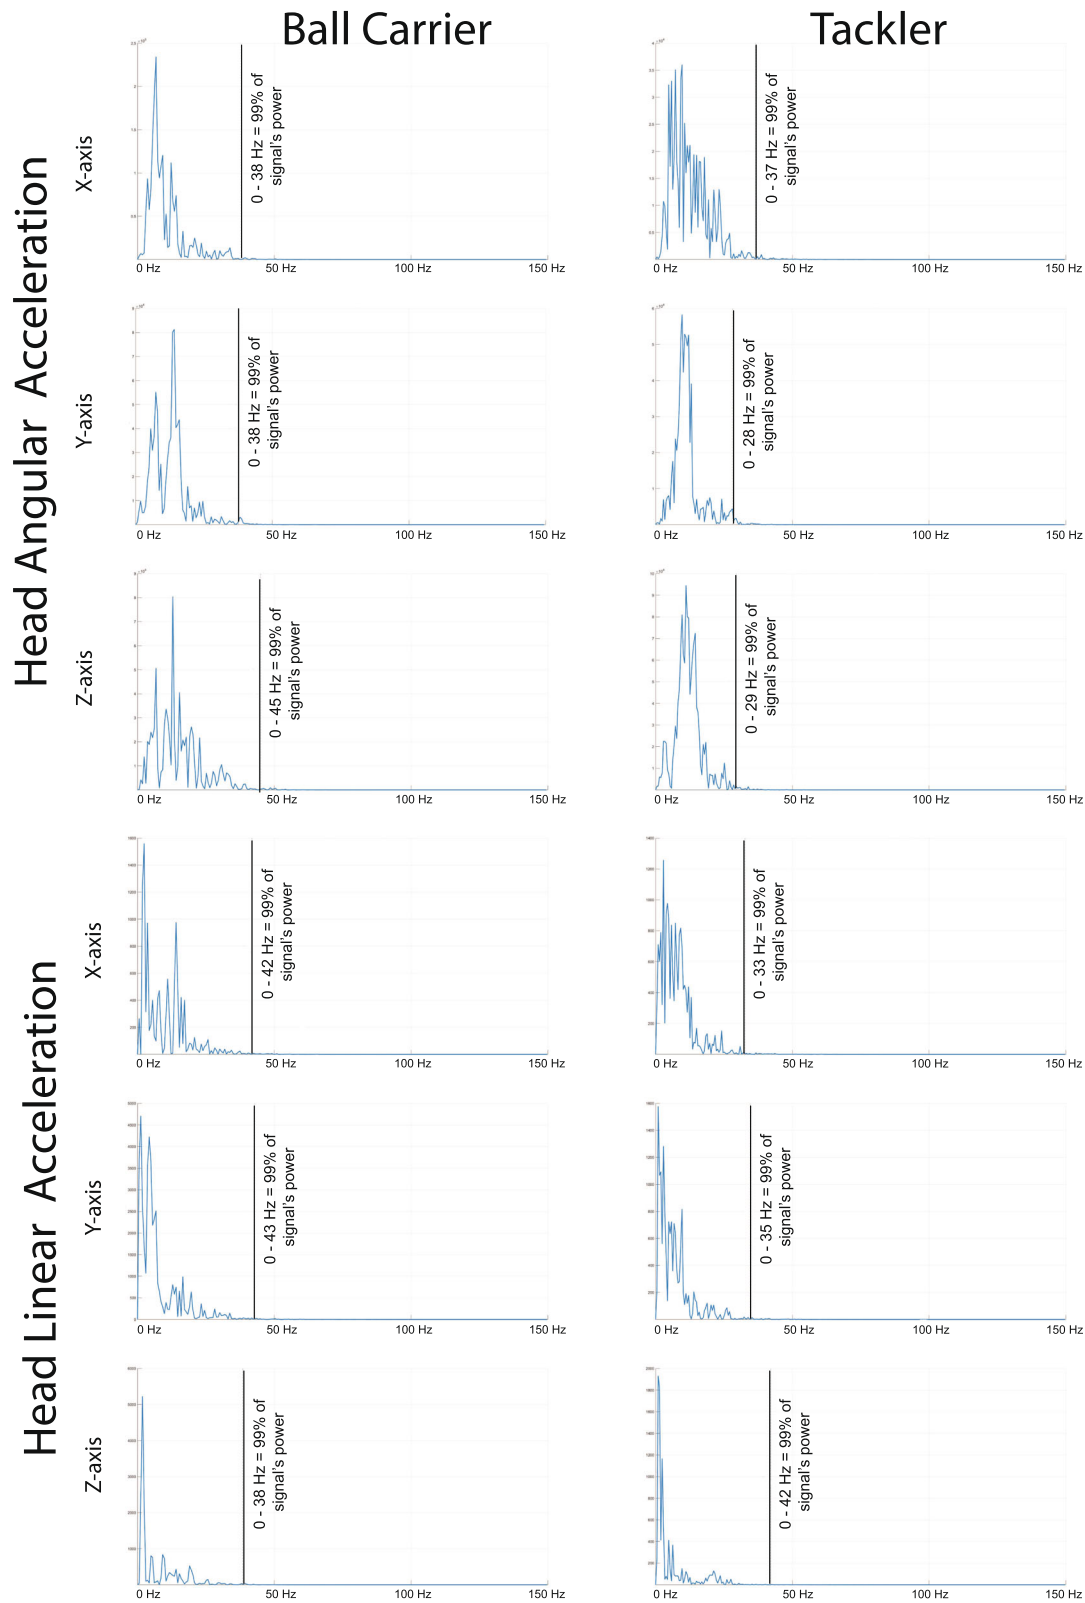 Ball Carrier
Tackler
Head Angular Acceleration
X-axis
0 - 38 Hz = 99% of
signal's power
0 Hz
50 Hz
100 Hz
150 Hz
0 - 37 Hz = 99% of
signal's power
0 Hz
50 Hz
100 Hz
150 Hz
Y-axis
0 - 38 Hz = 99% of
signal's power
0 Hz
50 Hz
100 Hz
150 Hz
0 - 28 Hz = 99% of
signal's power
0 Hz
50 Hz
100 Hz
150 Hz
Z-axis
0 - 45 Hz = 99% of
signal's power
0 Hz
50 Hz
100 Hz
150 Hz
0 - 29 Hz = 99% of
signal's power
0 Hz
50 Hz
100 Hz
150 Hz
Head Linear Acceleration
X-axis
0 - 42 Hz = 99% of
signal's power
0 Hz
50 Hz
100 Hz
150 Hz
0 - 33 Hz = 99% of
signal's power
0 Hz
50 Hz
100 Hz
150 Hz
Y-axis
0 - 43 Hz = 99% of
signal's power
0 Hz
50 Hz
100 Hz
150 Hz
0 - 35 Hz = 99% of
signal's power
0 Hz
50 Hz
100 Hz
150 Hz
Z-axis
0 - 38 Hz = 99% of
signal's power
0 Hz
50 Hz
100 Hz
150 Hz
0 - 42 Hz = 99% of
signal's power
0 Hz
50 Hz
100 Hz
150 Hz